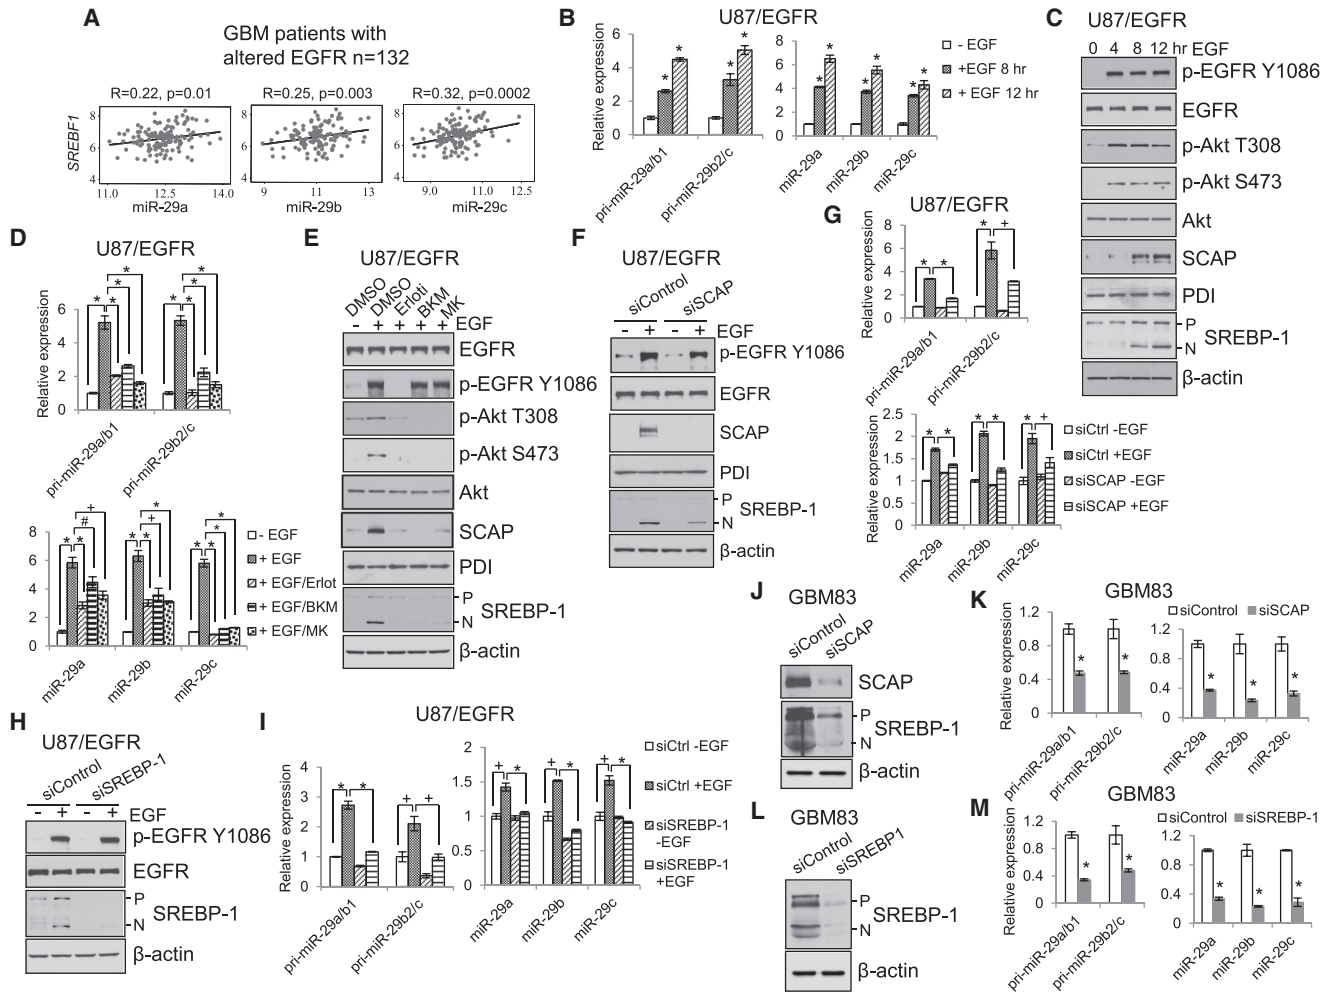 A
GBM patients with
altered EGFR n=132
R=0.22, p=0.01
R=0.25, p=0.003
R=0.32, p=0.0002
SREBF1
8
6
4
11.0 12.5 14.0
miR-29a
8
6
4
9 11 13
miR-29b
8
6
4
9.0 11.0 12.5
miR-29c
B
U87/EGFR
Relative expression
6
4
2
0
* * * *
pri-miR-29a/b1
pri-miR-29b2/c
8
6
4
2
0
* * * * * *
miR-29a
miR-29b
miR-29c
- EGF
+EGF 8 hr
+ EGF 12 hr
C
U87/EGFR
0 4 8 12 hr EGF
p-EGFR Y1086
EGFR
p-Akt T308
p-Akt S473
Akt
SCAP
PDI
P
SREBP-1
N
β-actin
D
U87/EGFR
Relative expression
6
4
2
0
* * * *
* * * *
pri-miR-29a/b1
pri-miR-29b2/c
8
6
4
2
0
* * # +
* * + *
* * * *
miR-29a
miR-29b
miR-29c
- EGF
+ EGF
+ EGF/Erlot
+ EGF/BKM
+ EGF/MK
E
U87/EGFR
DMSO
DMSO
Erloti
BKM
MK
- + + + + EGF
EGFR
p-EGFR Y1086
p-Akt T308
p-Akt S473
Akt
SCAP
PDI
P
SREBP-1
N
β-actin
F
U87/EGFR
siControl siSCAP
- + - + EGF
p-EGFR Y1086
EGFR
SCAP
PDI
P
SREBP-1
N
β-actin
G
U87/EGFR
Relative expression
8
6
4
2
0
* * * +
pri-miR-29a/b1
pri-miR-29b2/c
Relative expression
2.5
2
1.5
1
0.5
0
* * * * * +
miR-29a
miR-29b
miR-29c
siCtrl -EGF
siCtrl +EGF
siSCAP -EGF
siSCAP +EGF
H
U87/EGFR
siControl
siSREBP-1
- + - + EGF
p-EGFR Y1086
EGFR
P
SREBP-1
N
β-actin
I
U87/EGFR
Relative expression
4
3
2
1
0
* * + +
pri-miR-29a/b1
pri-miR-29b2/c
2
1.5
1
0.5
0
+ * + * + *
miR-29a
miR-29b
miR-29c
siCtrl -EGF
siCtrl +EGF
siSREBP-1
-EGF
siSREBP-1
+EGF
J
GBM83
siControl
siSCAP
SCAP
P
SREBP-1
N
β-actin
K
GBM83
siControl siSCAP
Relative expression
1.2
0.8
0.4
0
* *
pri-miR-29a/b1
pri-miR-29b2/c
1.2
0.8
0.4
0
* * *
miR-29a
miR-29b
miR-29c
L
GBM83
siControl
siSREBP1
P
SREBP-1
N
β-actin
M
GBM83
siControl siSREBP-1
Relative expression
1.2
0.8
0.4
0
* *
pri-miR-29a/b1
pri-miR-29b2/c
1.2
0.8
0.4
0
* * *
miR-29a
miR-29b
miR-29c